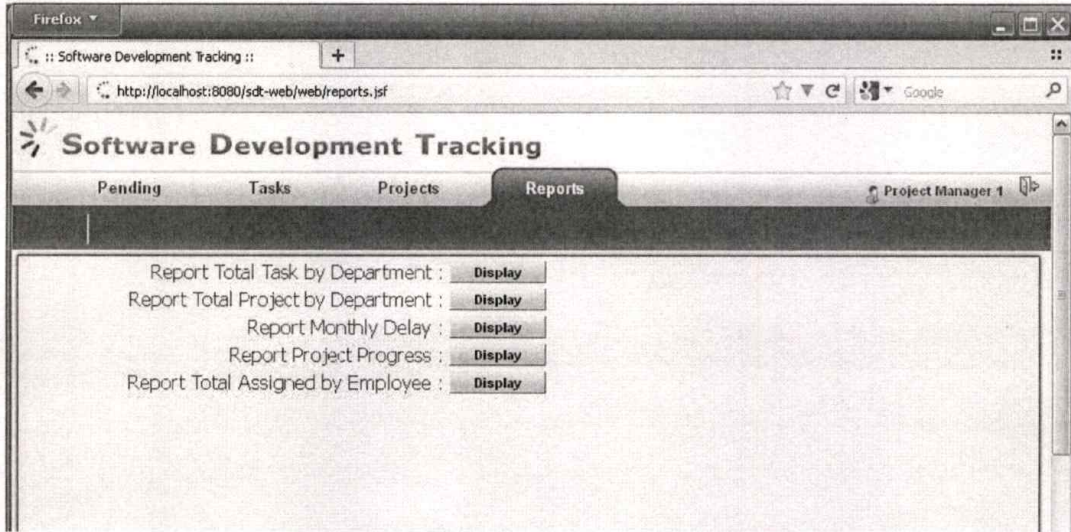 Firefox
:: Software Development Tracking ::
http://localhost:8080/sdt-web/web/reports.jsf
Google
Software Development Tracking
Pending Tasks Projects Reports Project Manager 1
Report Total Task by Department : Display
Report Total Project by Department : Display
Report Monthly Delay : Display
Report Project Progress : Display
Report Total Assigned by Employee : Display